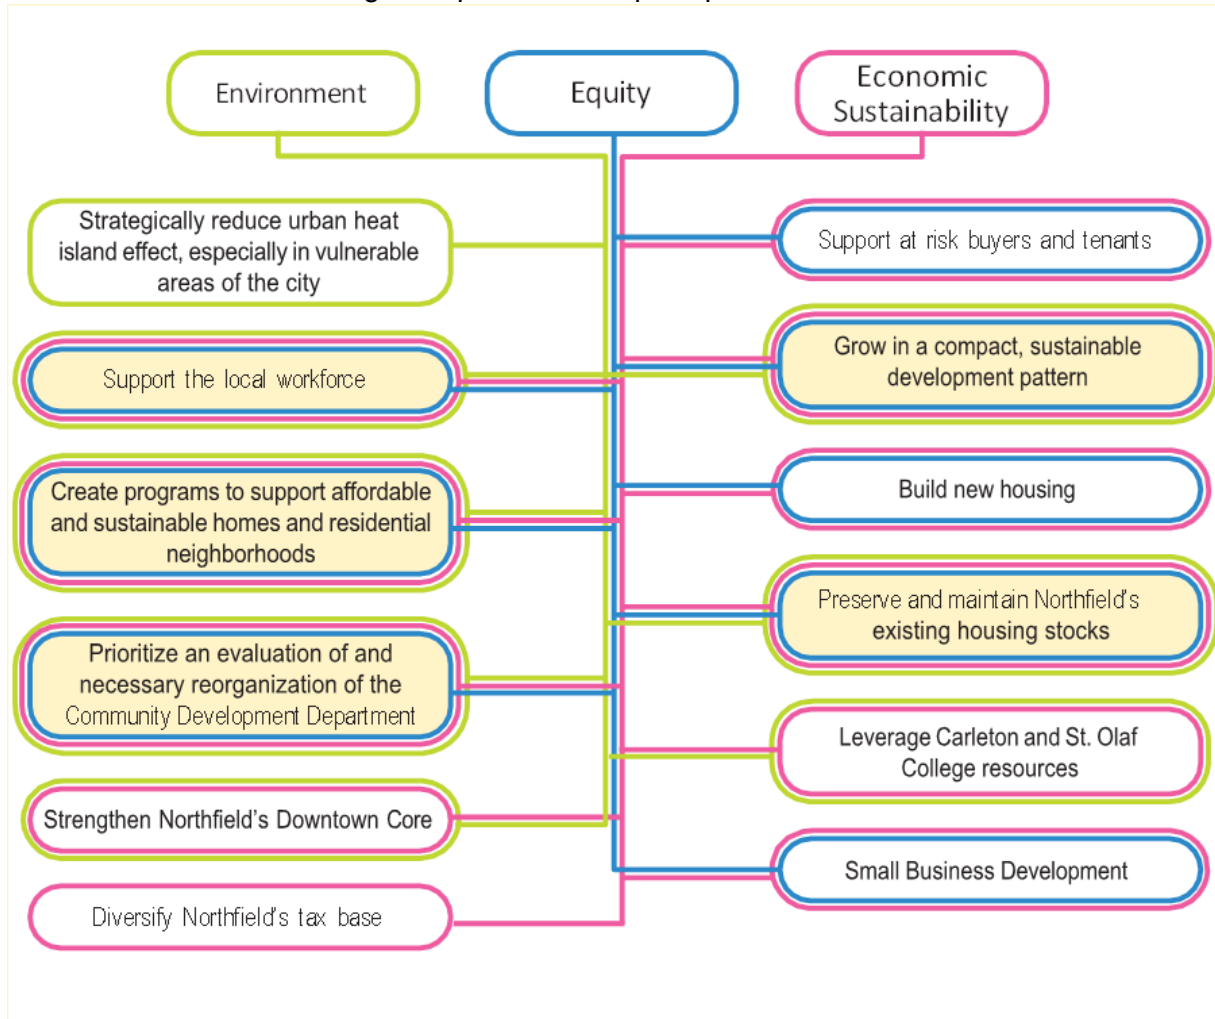 Environment
Equity
Economic
Sustainability
Strategically reduce urban heat
island effect, especially in vulnerable
areas of the city
Support the local workforce
Create programs to support affordable
and sustainable homes and residential
neighborhoods
Prioritize an evaluation of and
necessary reorganization of the
Community Development Department
Strengthen Northfield's Downtown Core
Diversify Northfield's tax base
Support at risk buyers and tenants
Grow in a compact, sustainable
development pattern
Build new housing
Preserve and maintain Northfield's
existing housing stocks
Leverage Carleton and St. Olaf
College resources
Small Business Development